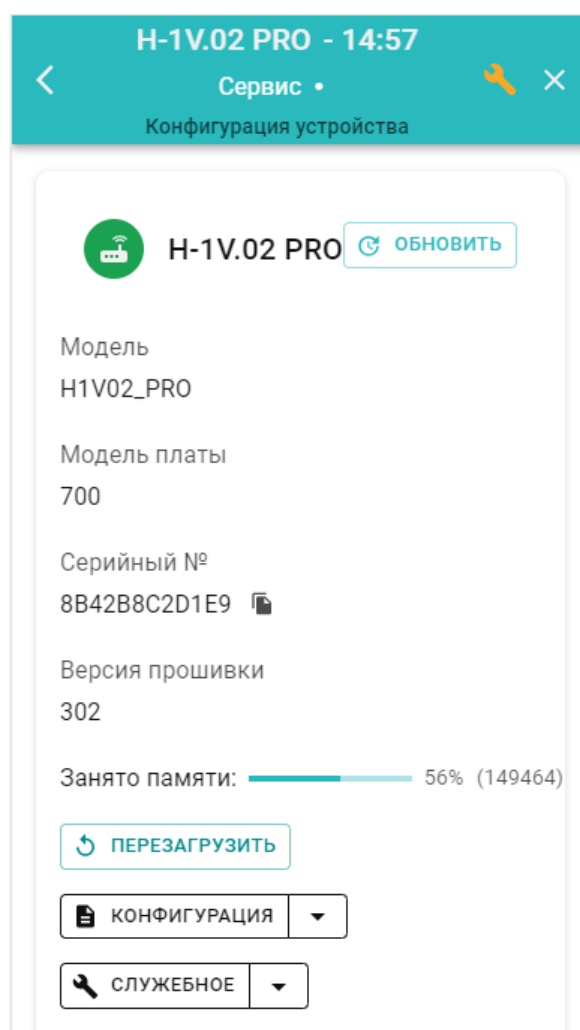 H-1V.02 PRO - 14:57
Сервис •
Конфигурация устройства
H-1V.02 PRO
ОБНОВИТЬ
Модель
H1V02_PRO
Модель платы
700
Серийный №
8B42B8C2D1E9
Версия прошивки
302
Занято памяти: 56% (149464)
ПЕРЕЗАГРУЗИТЬ
КОНФИГУРАЦИЯ
СЛУЖЕБНОЕ